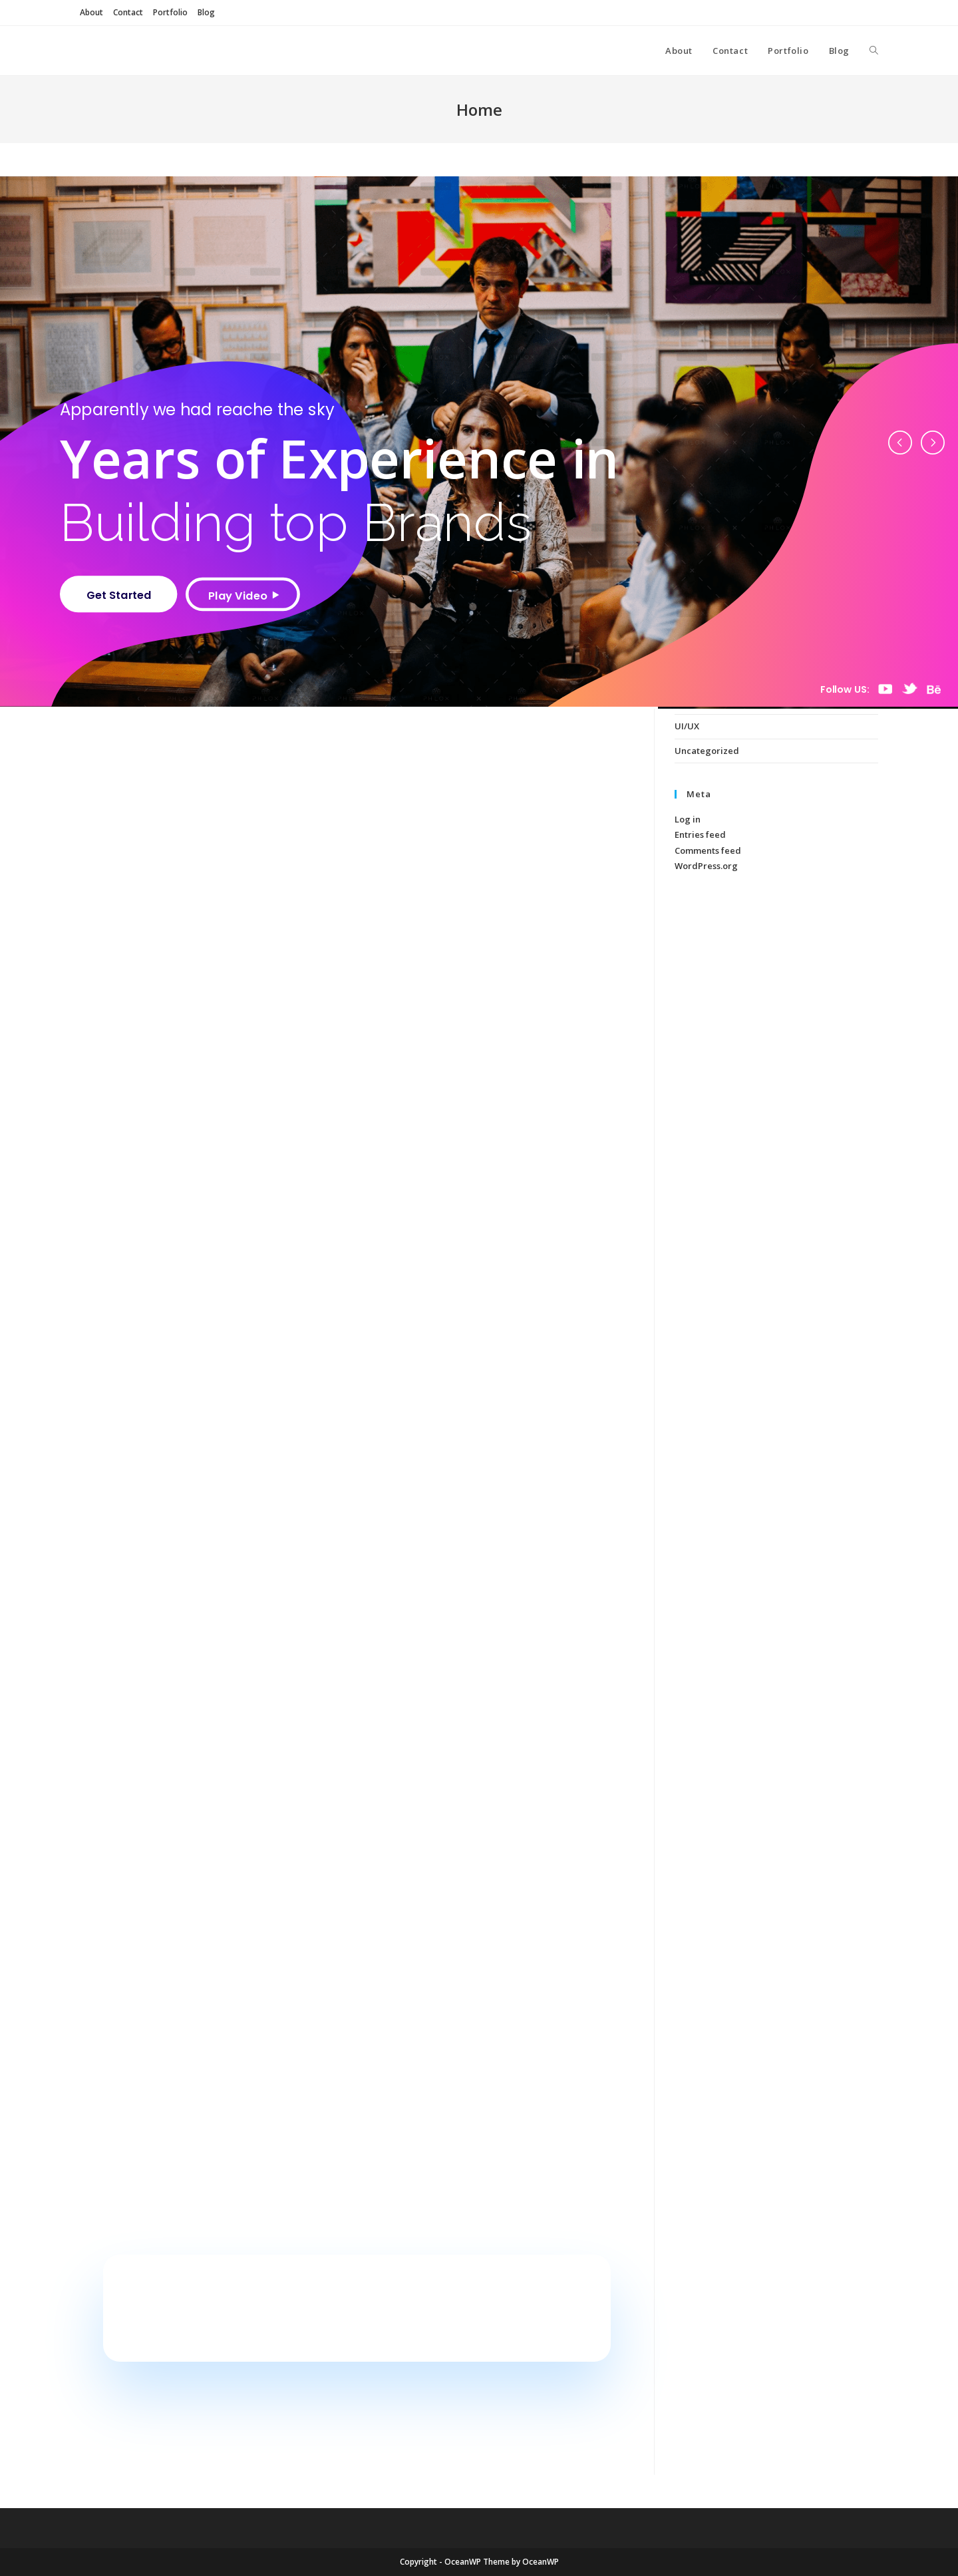 About Contact Portfolio Blog
About Contact Portfolio Blog
Home
Apparently we had reache the sky
Years of Experience in
Building top Brands
Get Started Play Video
Follow US:
UI/UX
Uncategorized
Meta
Log in
Entries feed
Comments feed
WordPress.org
Copyright - OceanWP Theme by OceanWP